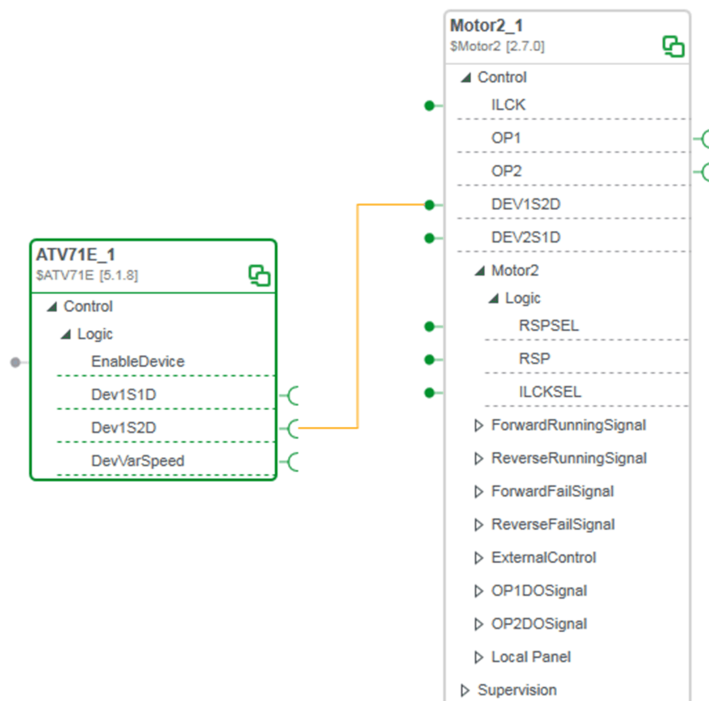 Motor2_1
$Motor2 [2.7.0]
Control
ILCK
OP1
OP2
DEV1S2D
DEV2S1D
Motor2
Logic
RSPSEL
RSP
ILCKSEL
ForwardRunningSignal
ReverseRunningSignal
ForwardFailSignal
ReverseFailSignal
ExternalControl
OP1DOSignal
OP2DOSignal
Local Panel
Supervision
ATV71E_1
$ATV71E [5.1.8]
Control
Logic
EnableDevice
Dev1S1D
Dev1S2D
DevVarSpeed